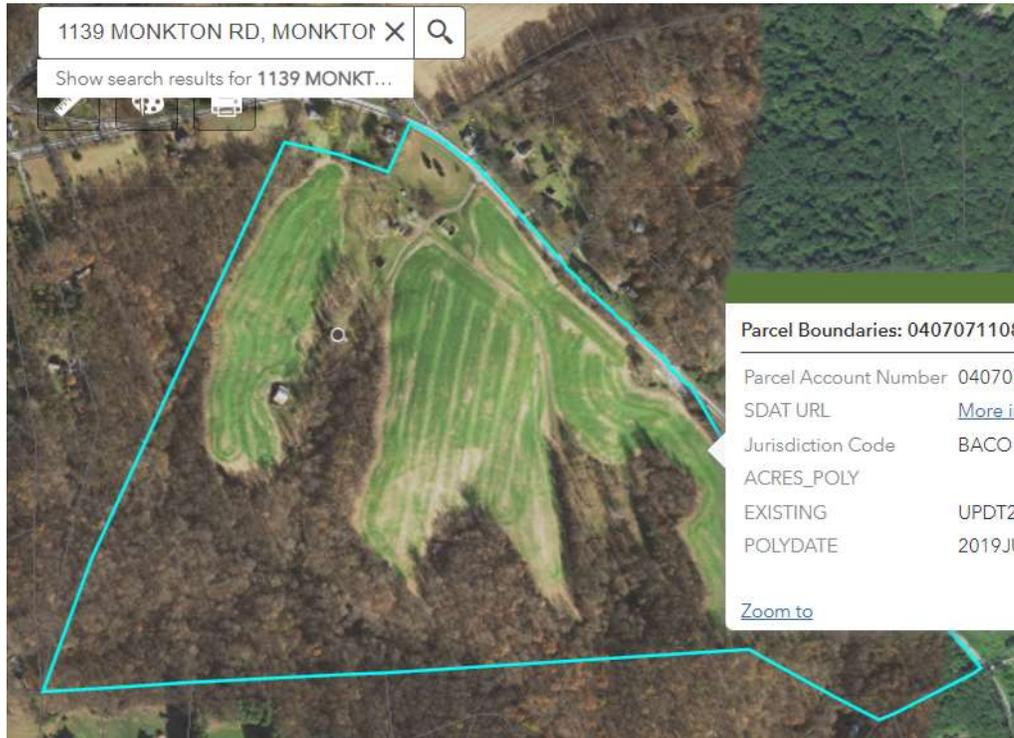 1139 MONKTON RD, MONKTON
Show search results for 1139 MONKT...
Parcel Boundaries: 0407071108
Parcel Account Number 04070
SDAT URL More i
Jurisdiction Code BACO
ACRES_POLY
EXISTING UPDT2
POLYDATE 2019JU
Zoom to